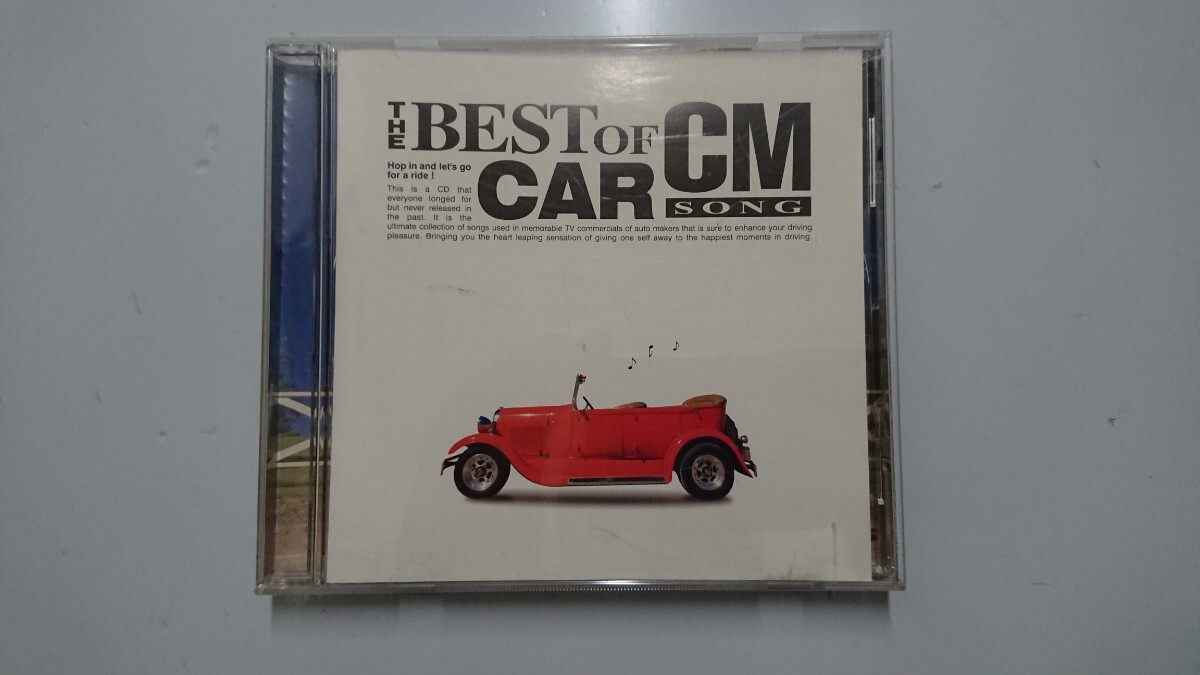 THE BEST OF CAR CM SONG
Hop in and let's go
for a ride !
This is a CD that
everyone longed for
but never released in
the past. It is the
ultimate collection of songs used in memorable TV commercials of auto makers that is sure to enhance your driving
pleasure. Bringing you the heart leaping sensation of giving one self away to the happiest moments in driving.